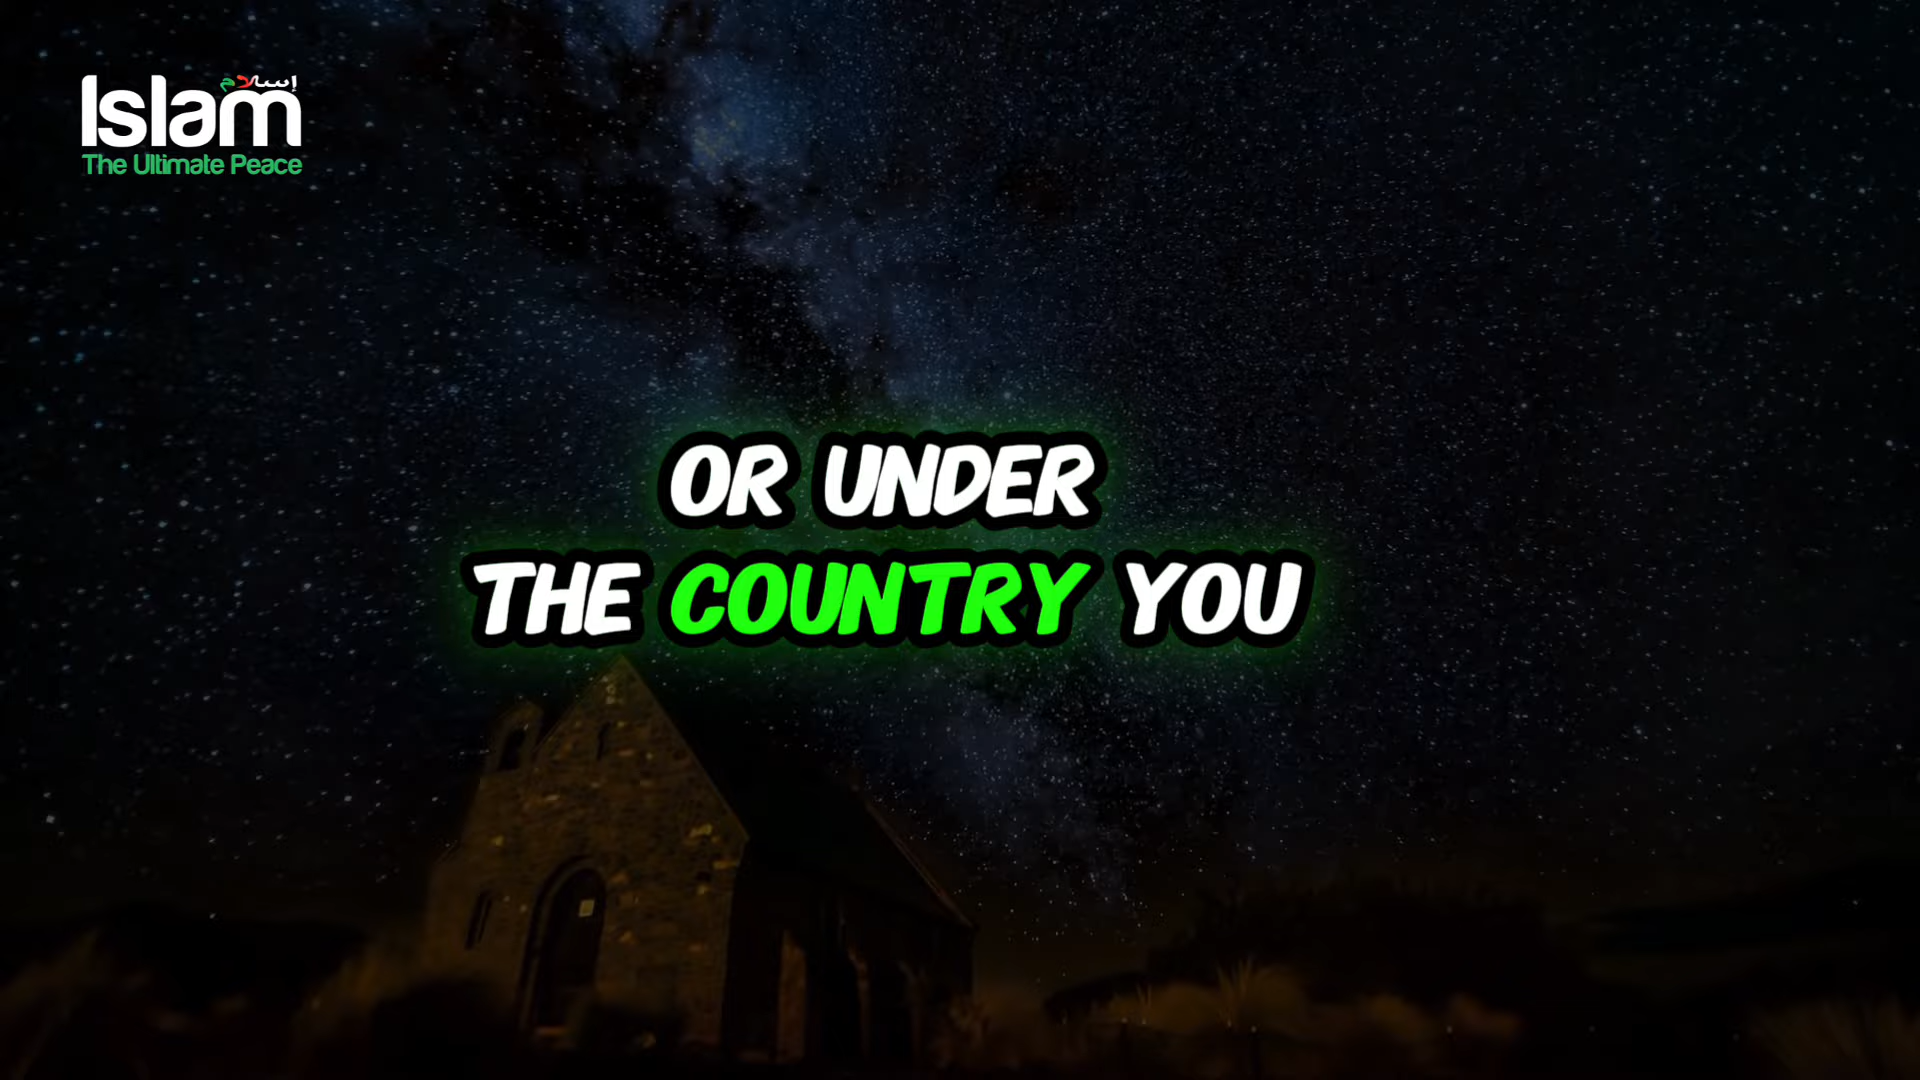 إسلام
Islam
The Ultimate Peace
OR UNDER
THE COUNTRY YOU